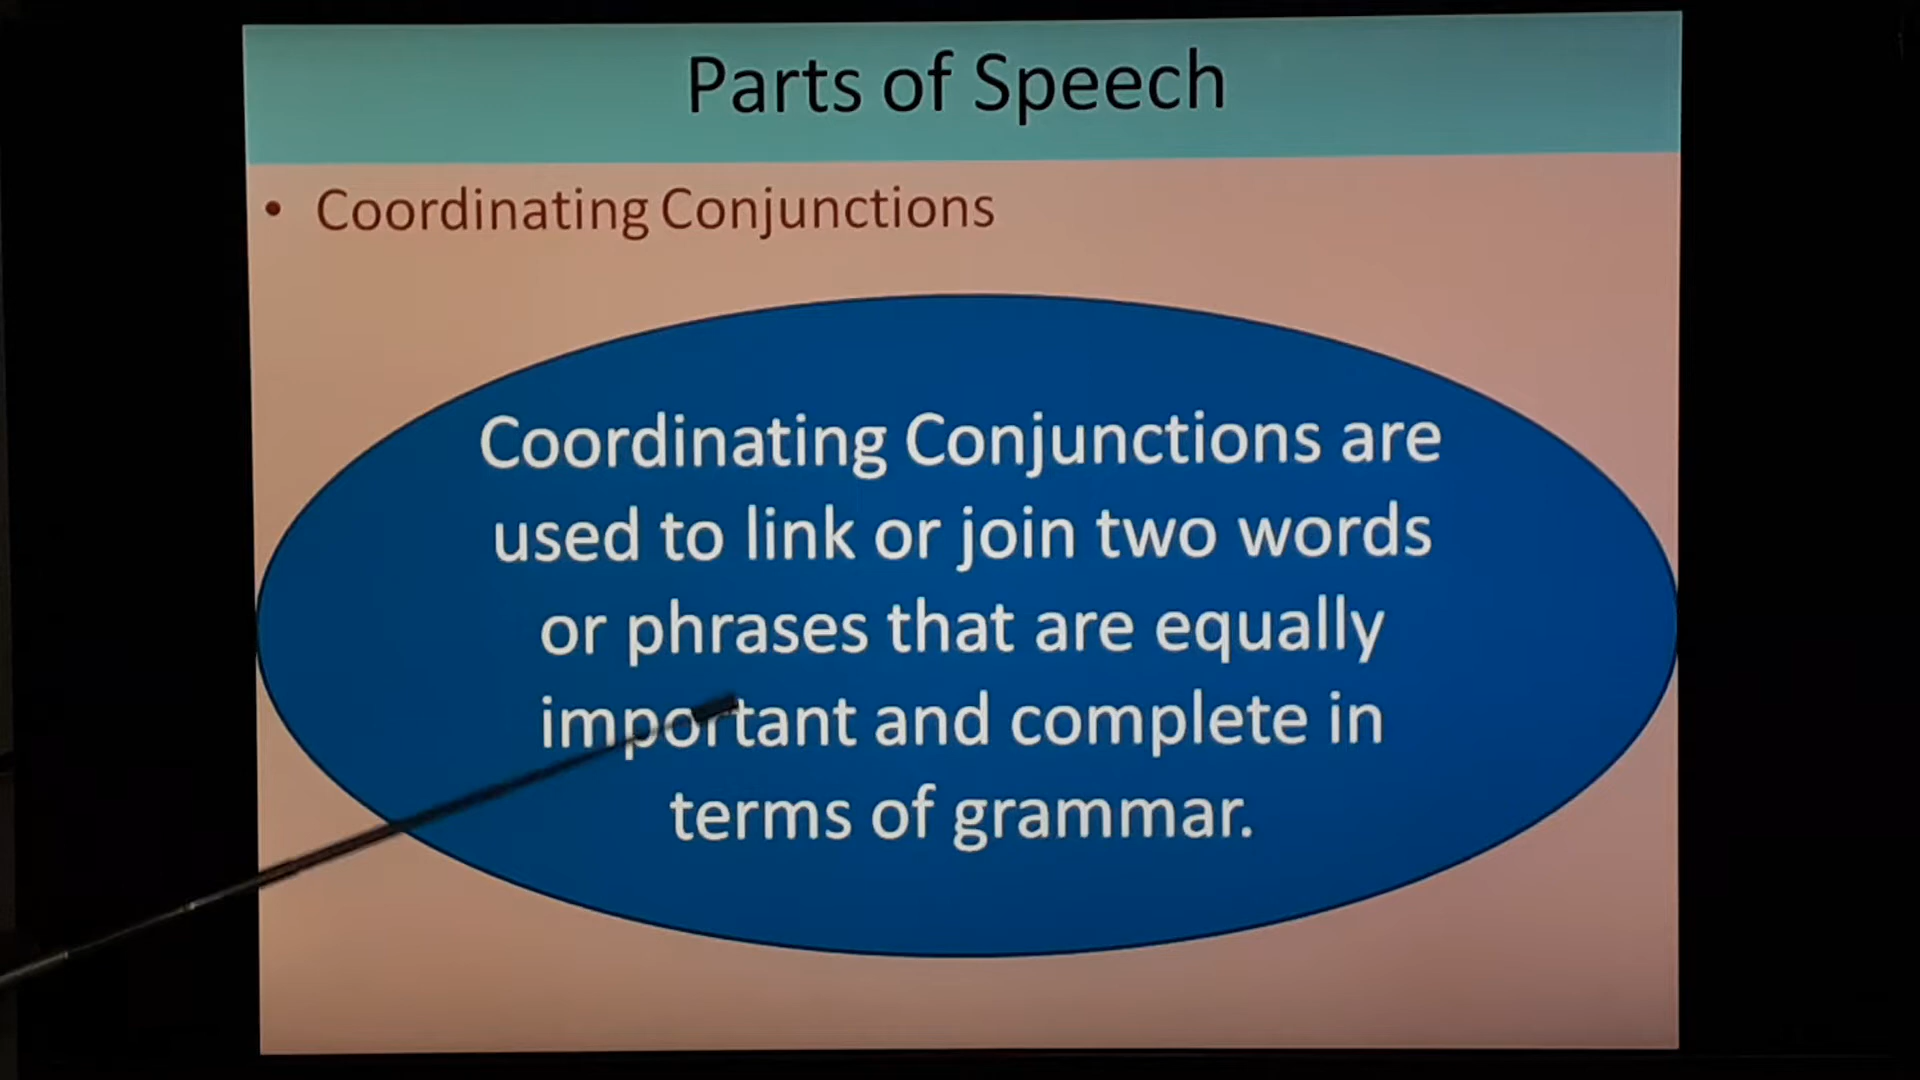 Parts of Speech
• Coordinating Conjunctions
Coordinating Conjunctions are
used to link or join two words
or phrases that are equally
important and complete in
terms of grammar.